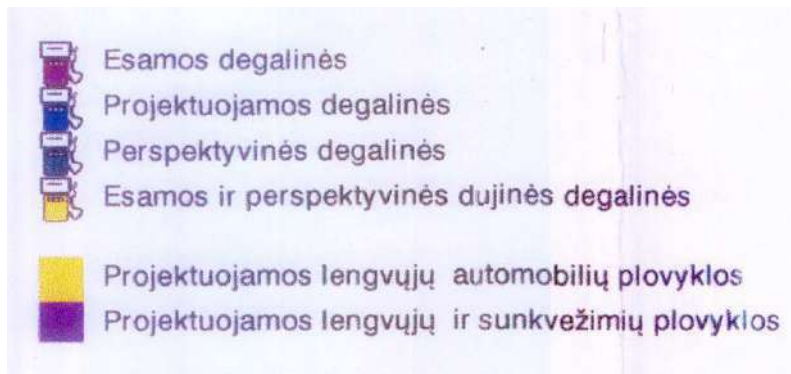 Esamos degalinės
Projektuojamos degalinės
Perspektyvinės degalinės
Esamos ir perspektyvinės dujinės degalinės
Projektuojamos lengvųjų automobilių plovyklos
Projektuojamos lengvųjų ir sunkvežimių plovyklos